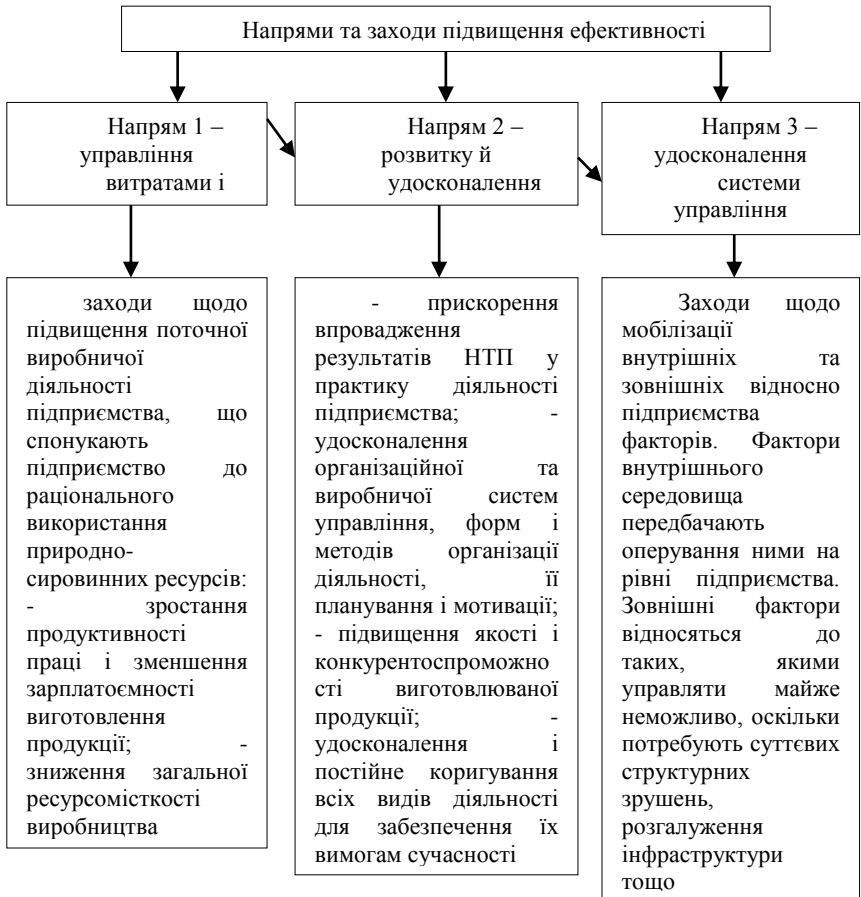 Напрями та заходи підвищення ефективності
Напрям 1 –
управління
витратами і
Напрям 2 –
розвитку й
удосконалення
Напрям 3 –
удосконалення
системи
управління
заходи щодо
підвищення поточної
виробничої
діяльності
підприємства, що
спонукають
підприємство до
раціонального
використання
природно-
сировинних ресурсів:
- зростання
продуктивності
праці і зменшення
зарплатоємності
виготовлення
продукції; -
зниження загальної
ресурсомісткості
виробництва
- прискорення
впровадження
результатів НТП у
практику діяльності
підприємства; -
удосконалення
організаційної та
виробничої систем
управління, форм і
методів організації
діяльності, її
планування і мотивації;
- підвищення якості і
конкурентоспроможно
сті виготовлюваної
продукції; -
удосконалення і
постійне коригування
всіх видів діяльності
для забезпечення їх
вимогам сучасності
Заходи щодо
мобілізації
внутрішніх та
зовнішніх відносно
підприємства
факторів. Фактори
внутрішнього
середовища
передбачають
оперування ними на
рівні підприємства.
Зовнішні фактори
відносяться до
таких, якими
управляти майже
неможливо, оскільки
потребують суттєвих
структурних
зрушень,
розгалуження
інфраструктури
тощо